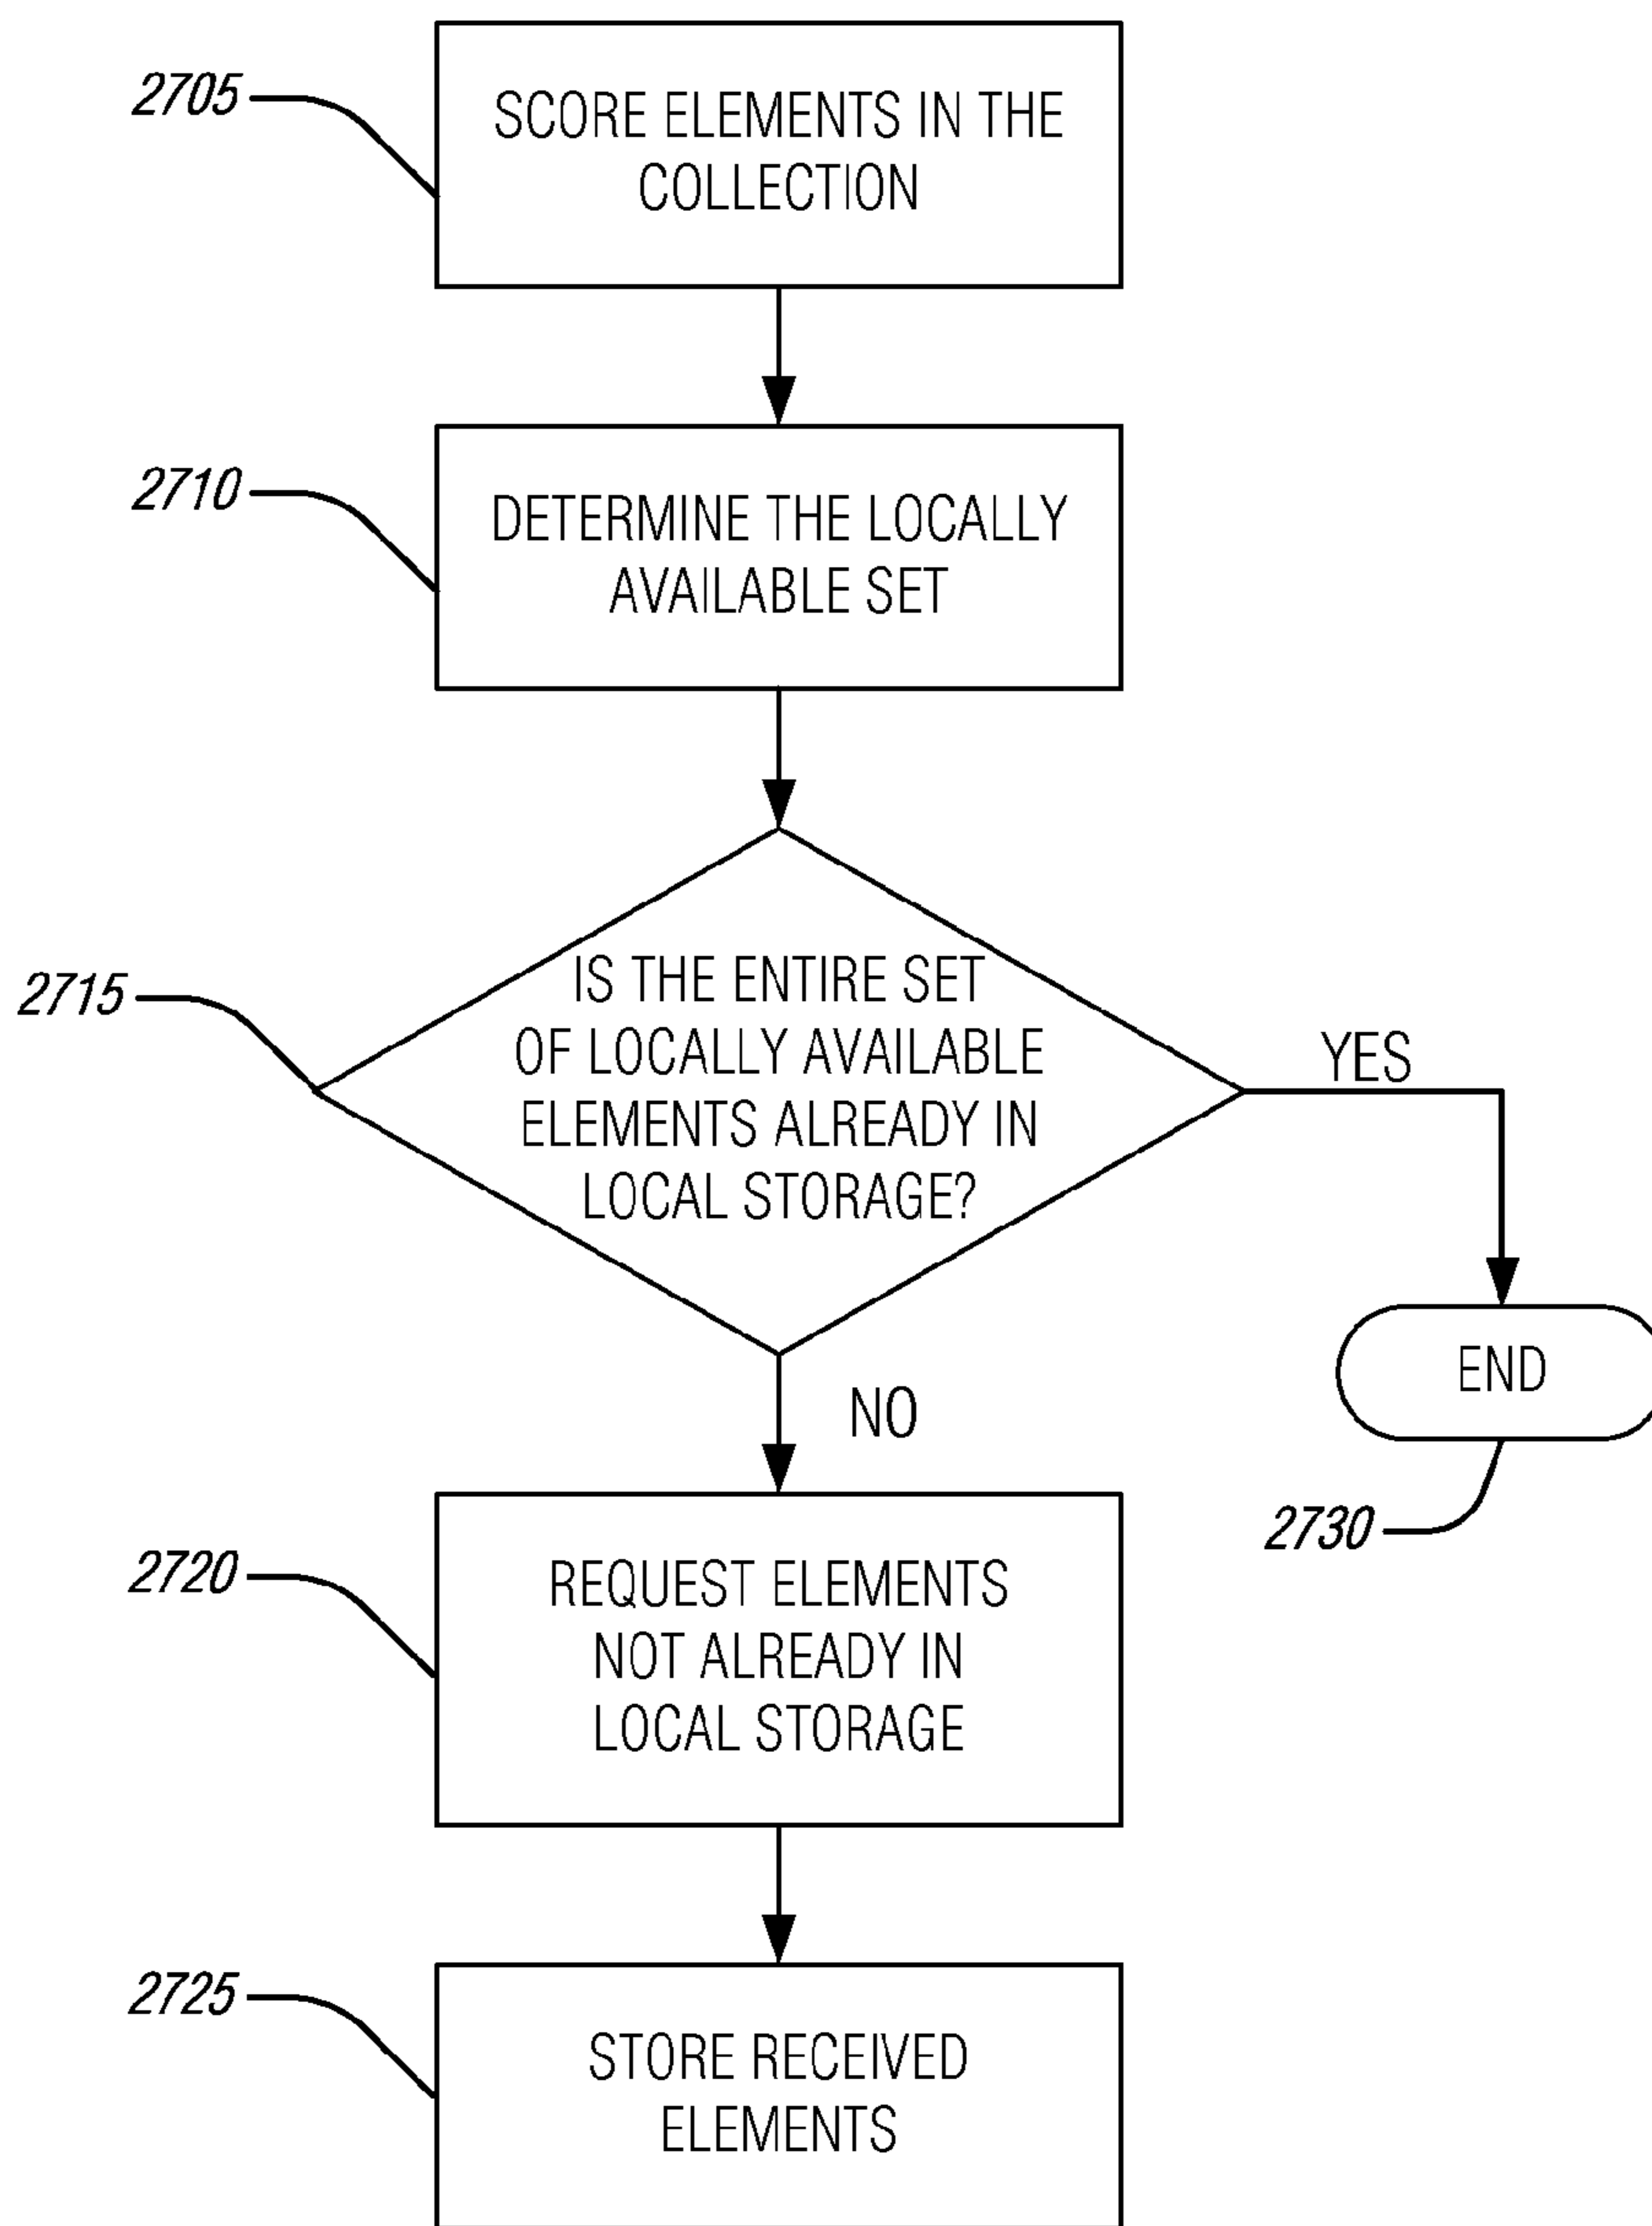 2705
SCORE ELEMENTS IN THE
COLLECTION
2710
DETERMINE THE LOCALLY
AVAILABLE SET
2715
IS THE ENTIRE SET
OF LOCALLY AVAILABLE
ELEMENTS ALREADY IN
LOCAL STORAGE?
YES
END
2730
NO
2720
REQUEST ELEMENTS
NOT ALREADY IN
LOCAL STORAGE
2725
STORE RECEIVED
ELEMENTS